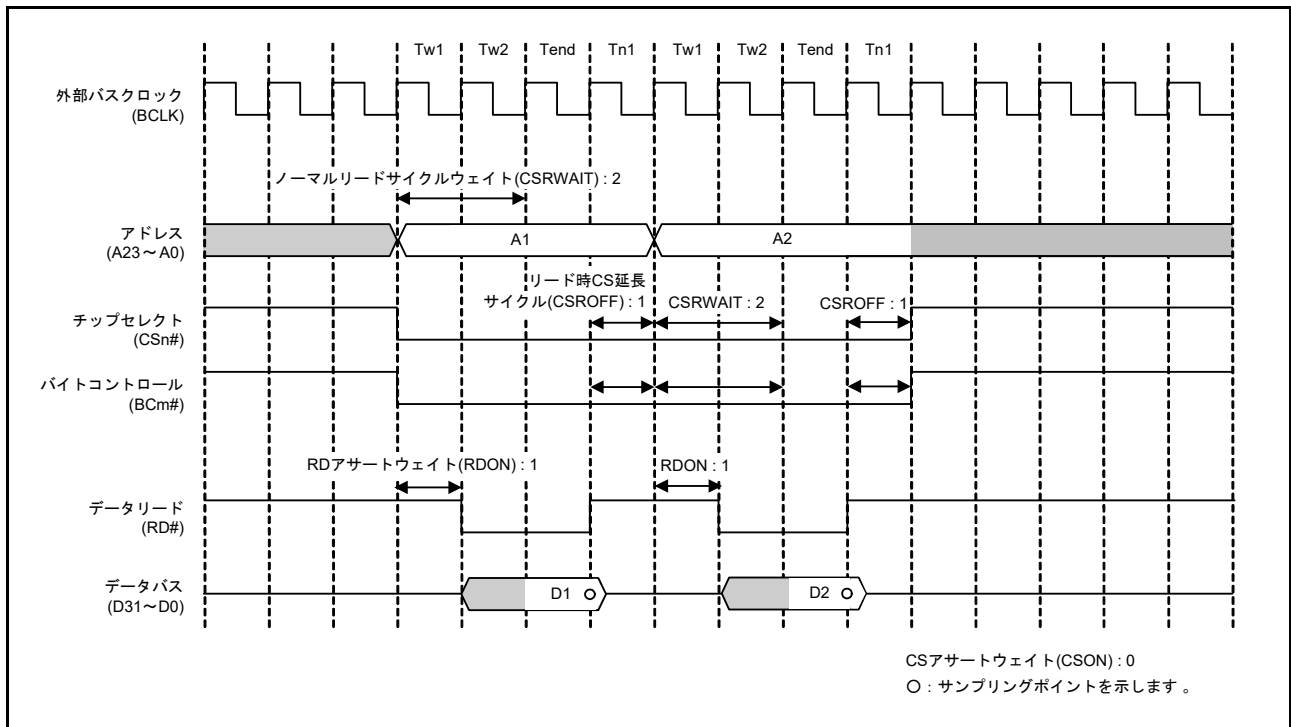 Tw1 Tw2 Tend Tn1 Tw1 Tw2 Tend Tn1
外部バスクロック
(BCLK)
ノーマルリードサイクルウェイト(CSRWAIT) : 2
アドレス
(A23～A0)
A1
A2
リード時CS延長
サイクル(CSROFF) : 1
CSRWAIT : 2
CSROFF : 1
チップセレクト
(CSn#)
バイトコントロール
(BCm#)
RDアサートウェイト(RDON) : 1
RDON : 1
データリード
(RD#)
データバス
(D31～D0)
D1
D2
CSアサートウェイト(CSON) : 0
○ : サンプリングポイントを示します 。